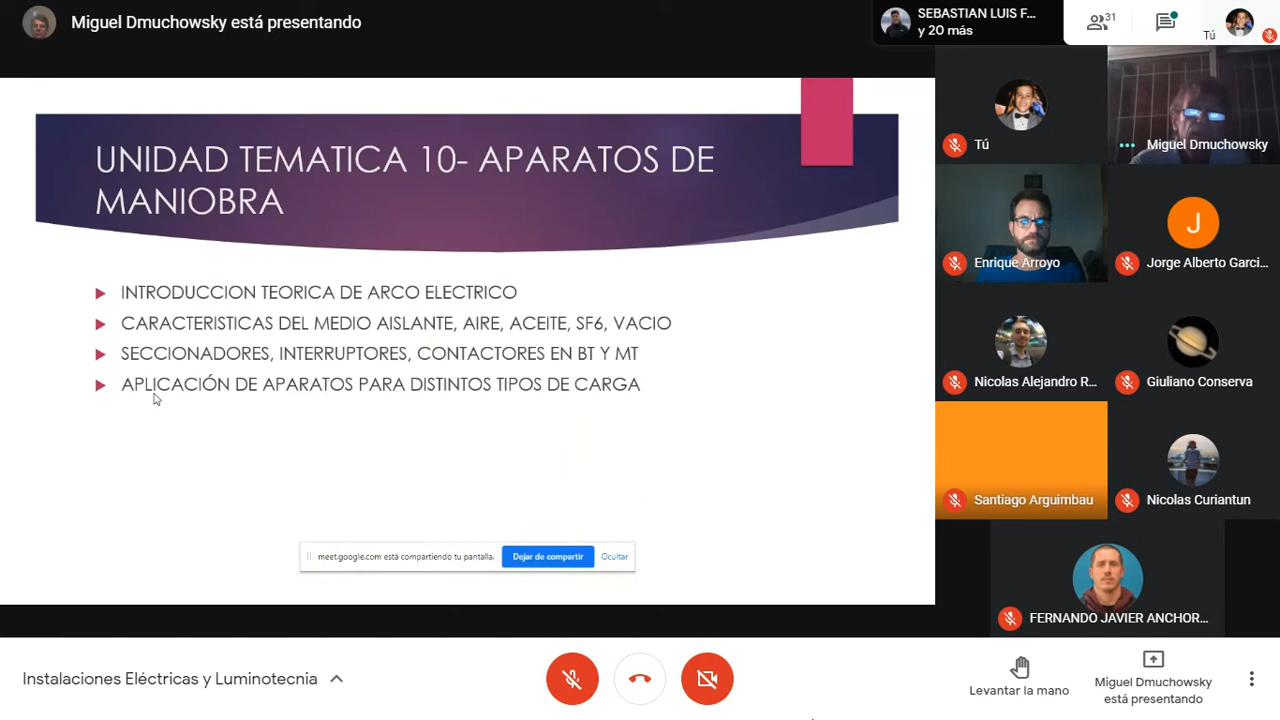 Miguel Dmuchowsky está presentando
SEBASTIAN LUIS F...
y 20 más
31
Tú
UNIDAD TEMATICA 10- APARATOS DE
MANIOBRA
INTRODUCCION TEORICA DE ARCO ELECTRICO
CARACTERISTICAS DEL MEDIO AISLANTE, AIRE, ACEITE, SF6, VACIO
SECCIONADORES, INTERRUPTORES, CONTACTORES EN BT Y MT
APLICACIÓN DE APARATOS PARA DISTINTOS TIPOS DE CARGA
meet.google.com está compartiendo tu pantalla.
Dejar de compartir
Ocultar
Tú
Miguel Dmuchowsky
Enrique Arroyo
J
Jorge Alberto Garci...
Nicolas Alejandro R...
Giuliano Conserva
Santiago Arguimbau
Nicolas Curiantun
FERNANDO JAVIER ANCHOR...
Instalaciones Eléctricas y Luminotecnia
Levantar la mano
Miguel Dmuchowsky
está presentando